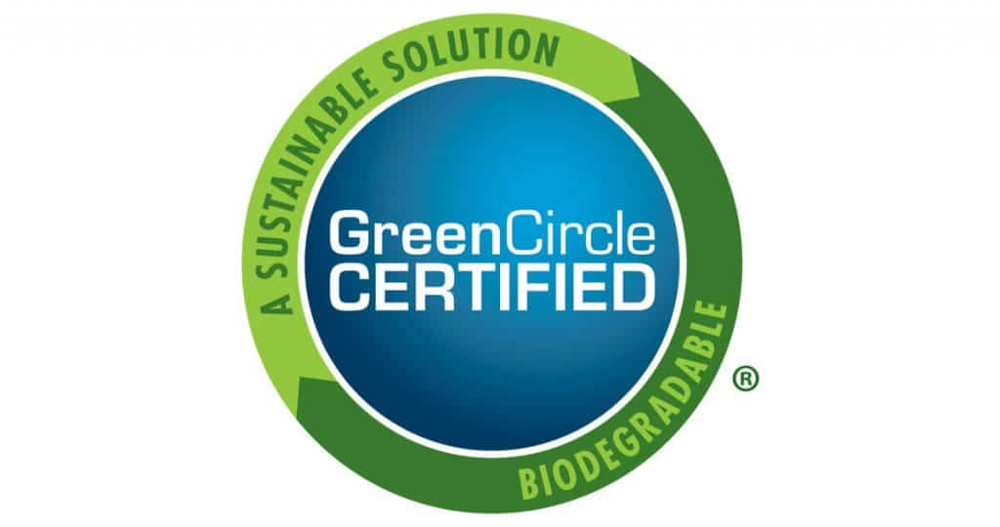 A SUSTAINABLE SOLUTION
GreenCircle
CERTIFIED
BIODEGRADABLE
®